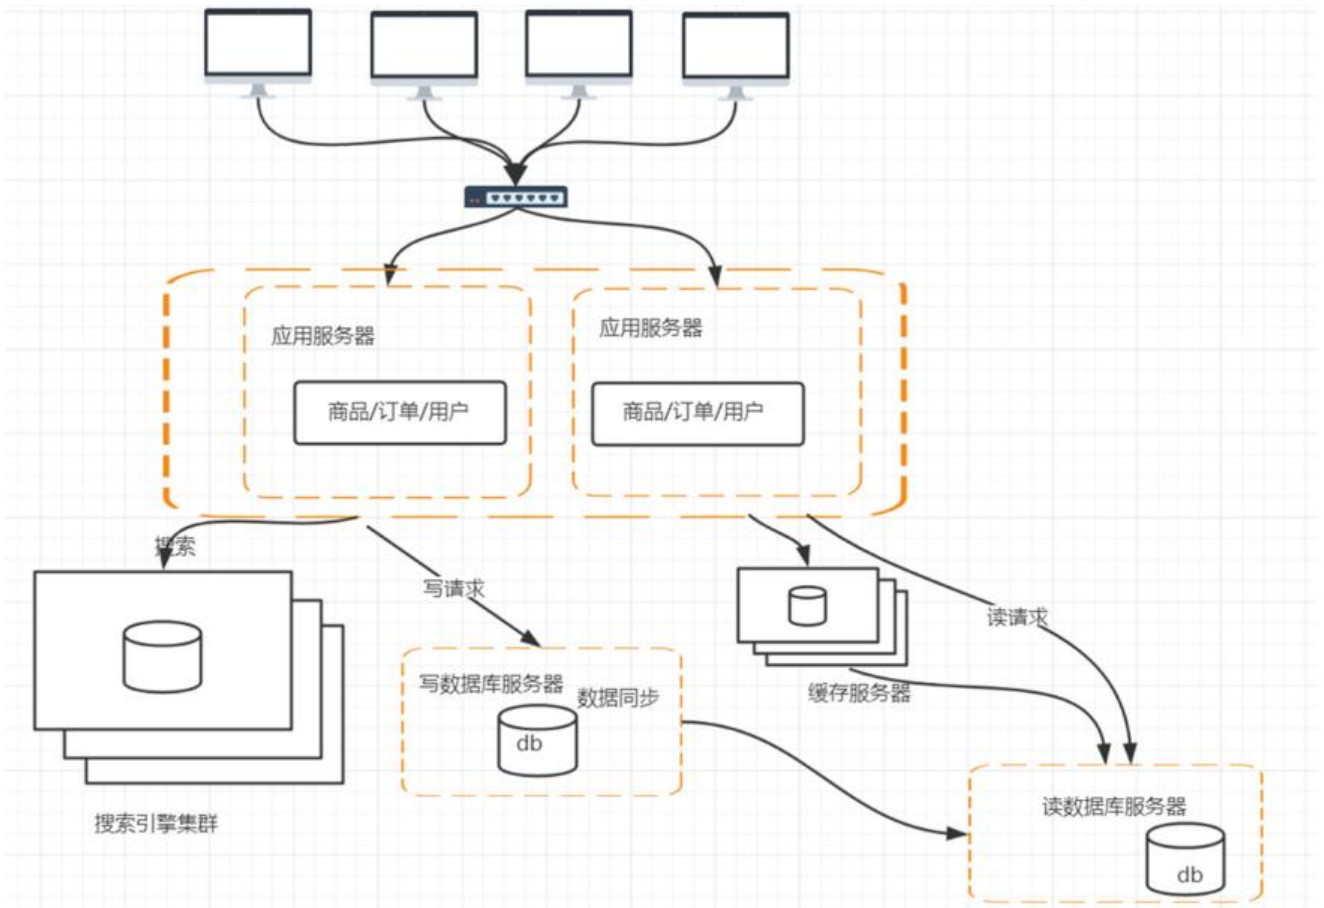 应用服务器
应用服务器
商品/订单/用户
商品/订单/用户
搜索
写请求
读请求
写数据库服务器
数据同步
缓存服务器
db
搜索引擎集群
读数据库服务器
db